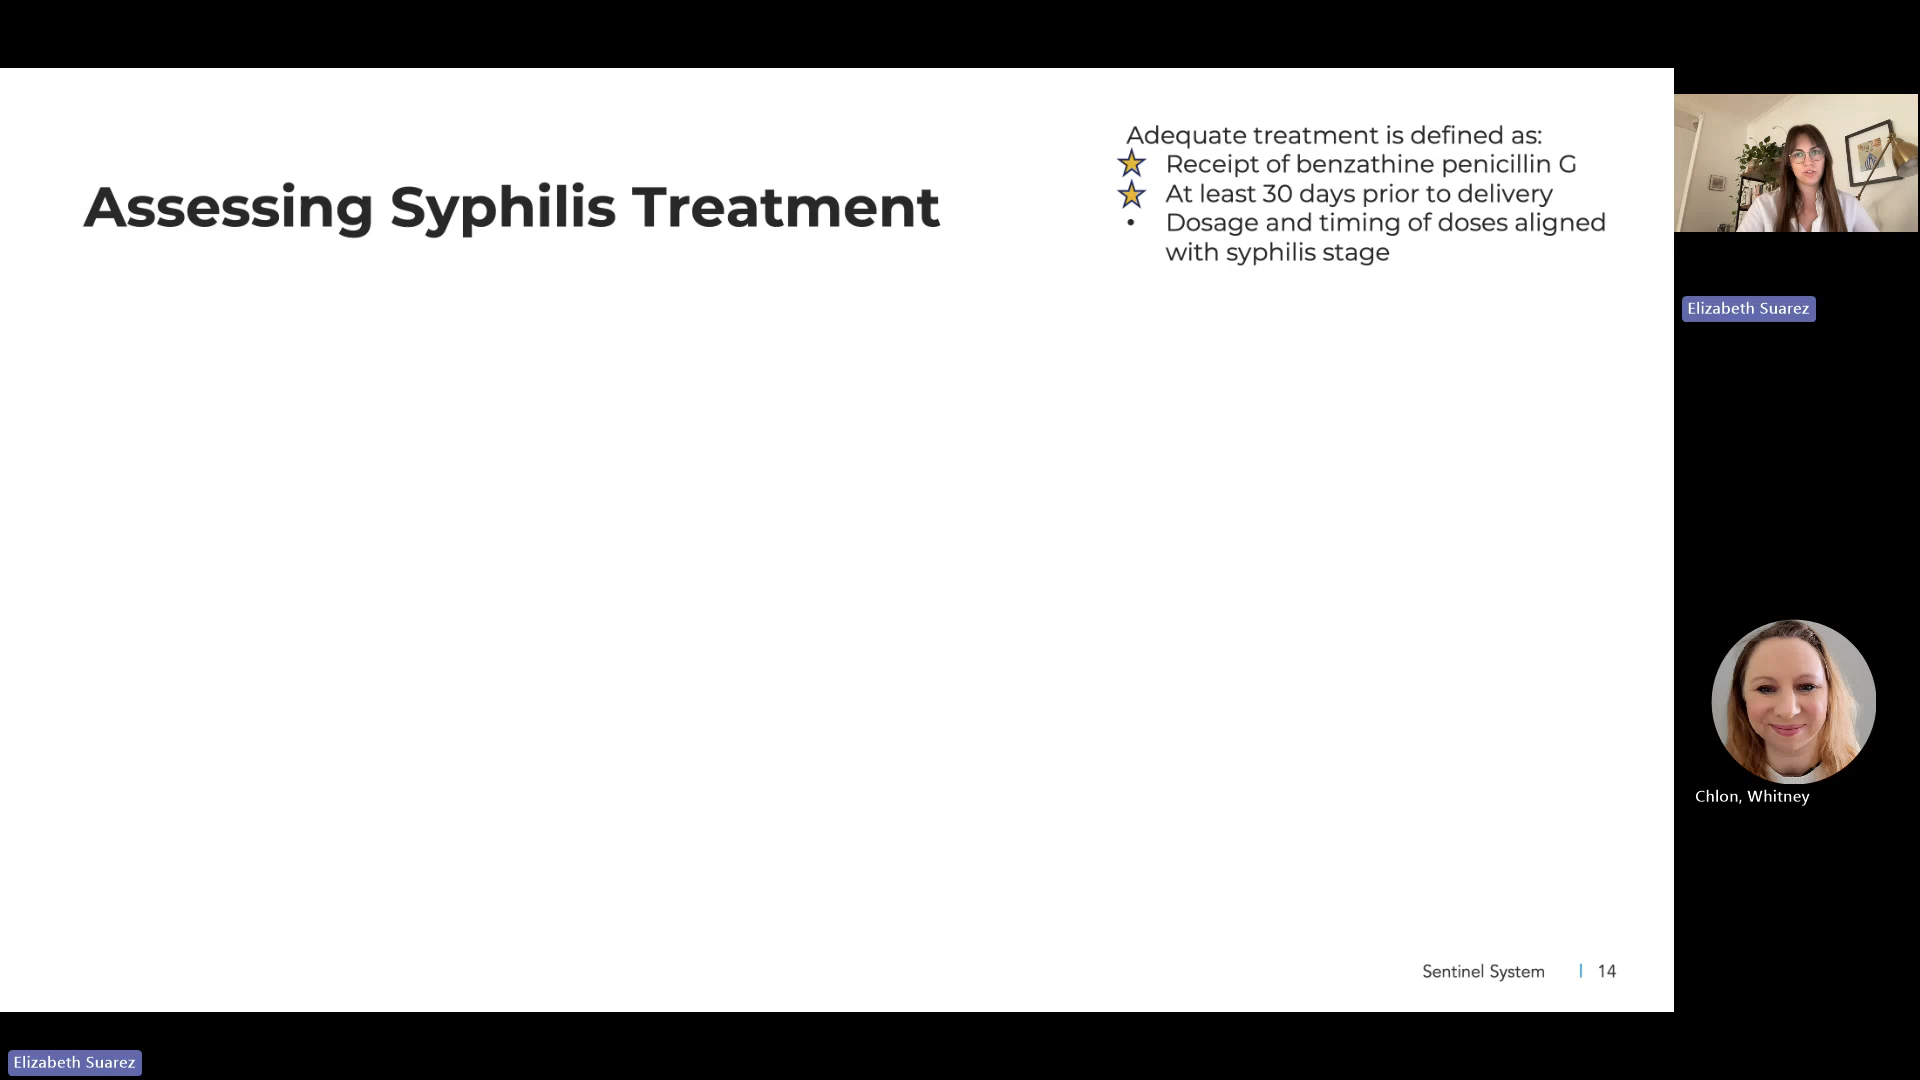 Assessing Syphilis Treatment
Adequate treatment is defined as:
Receipt of benzathine penicillin G
At least 30 days prior to delivery
• Dosage and timing of doses aligned
with syphilis stage
Sentinel System | 14
Elizabeth Suarez
Chlon, Whitney
Elizabeth Suarez